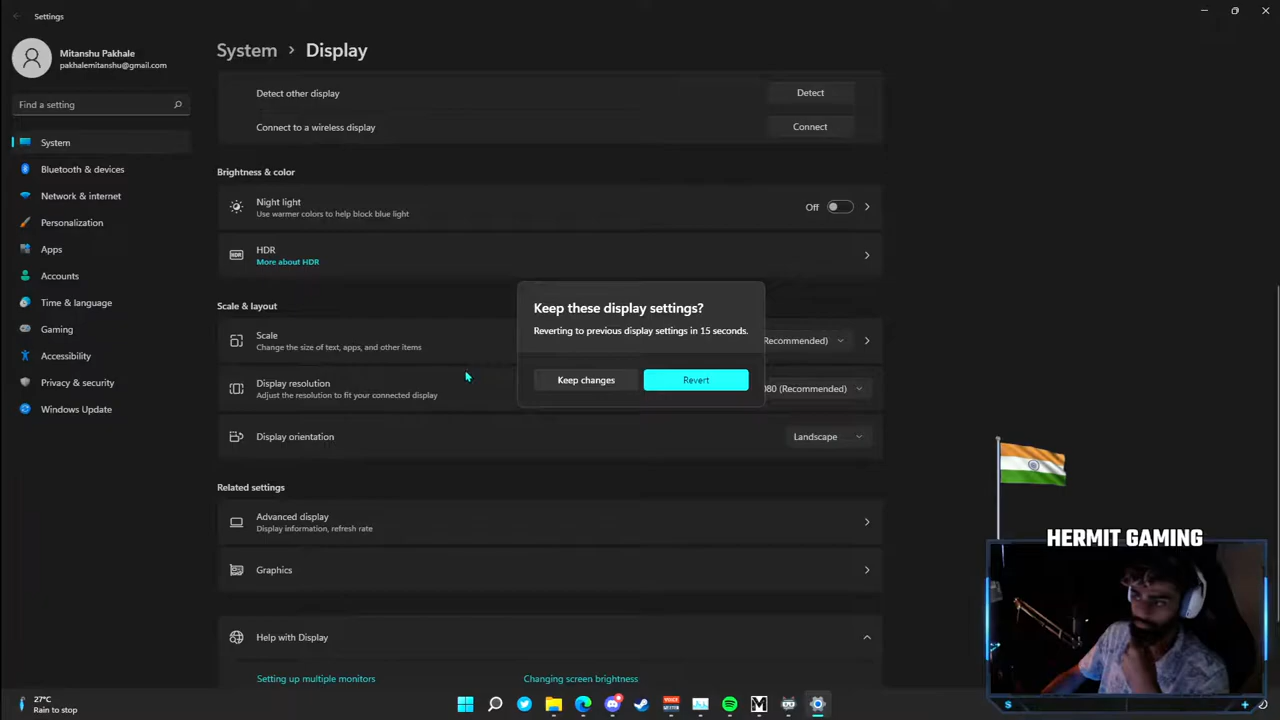 Settings
Mitanshu Pakhale
pakhalemitanshu@gmail.com
Find a setting
System
Bluetooth & devices
Network & internet
Personalization
Apps
Accounts
Time & language
Gaming
Accessibility
Privacy & security
Windows Update
System > Display
Detect other display
Detect
Connect to a wireless display
Connect
Brightness & color
Night light
Use warmer colors to help block blue light
Off
HDR
HDR
More about HDR
Scale & layout
Scale
Change the size of text, apps, and other items
Recommended)
Display resolution
Adjust the resolution to fit your connected display
080 (Recommended)
Display orientation
Landscape
Keep these display settings?
Reverting to previous display settings in 15 seconds.
Keep changes
Revert
Related settings
Advanced display
Display information, refresh rate
Graphics
Help with Display
Setting up multiple monitors
Changing screen brightness
HERMIT GAMING
27°C
Rain to stop